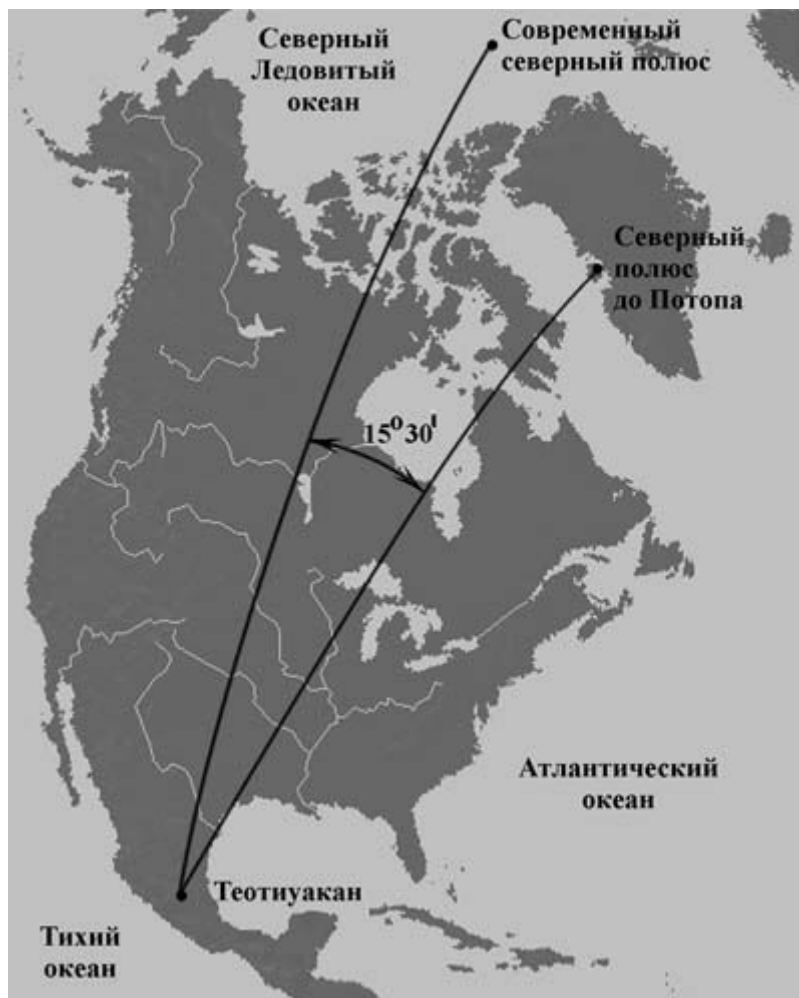 Северный
Ледовитый
океан
Современный
северный полюс
Северный
полюс
до Потопа
15°30'
Атлантический
океан
Теотиуакан
Тихий
океан